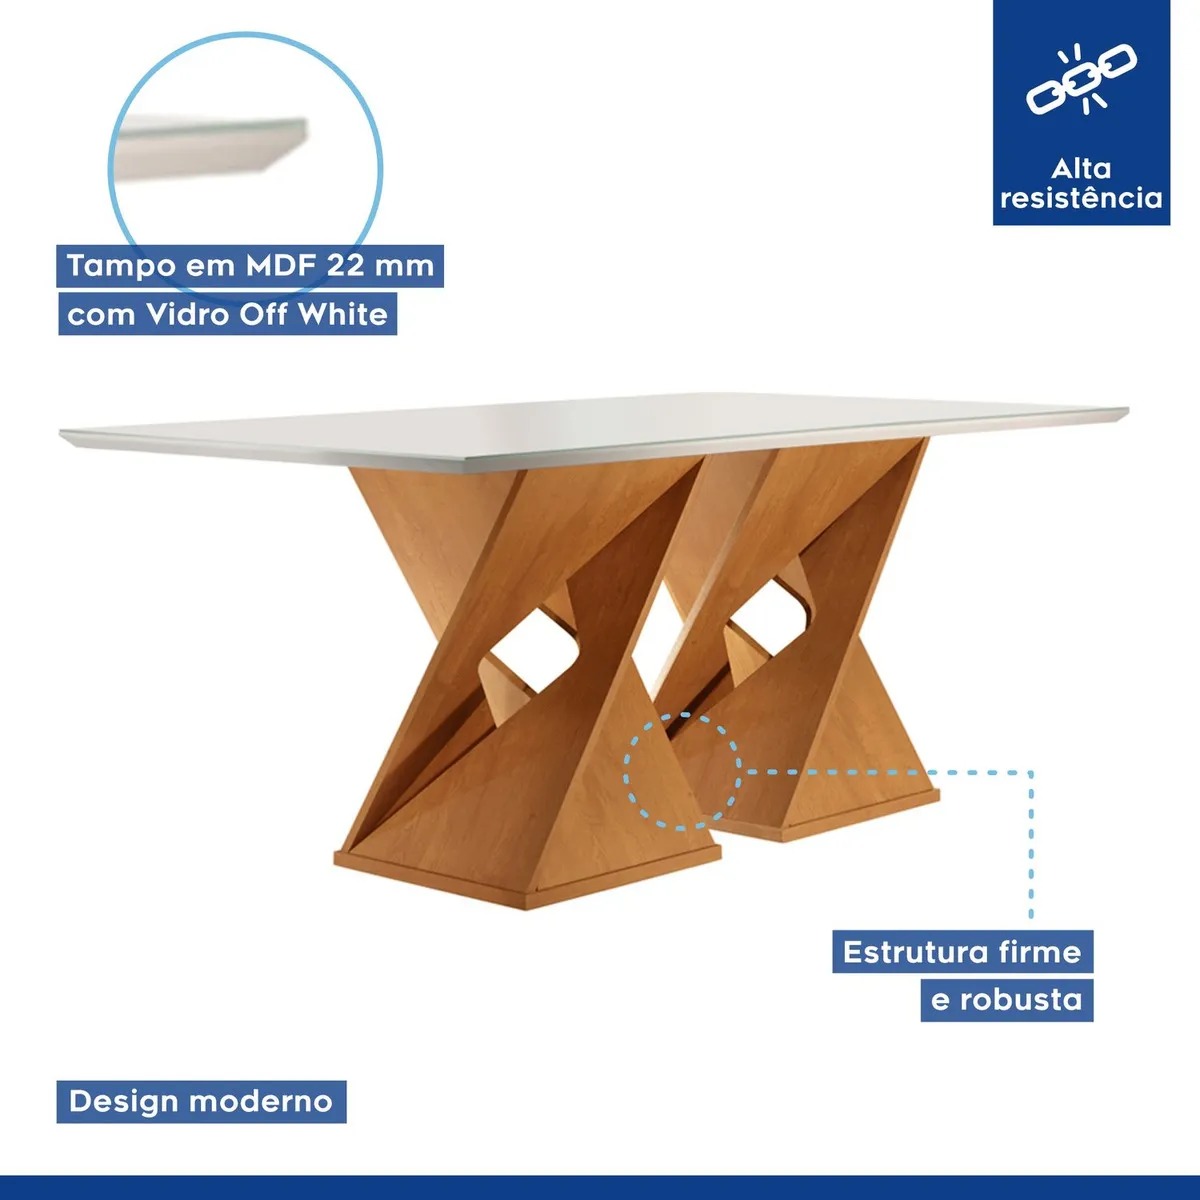 Alta
resistência
Tampo em MDF 22 mm
com Vidro Off White
Estrutura firme
e robusta
Design moderno